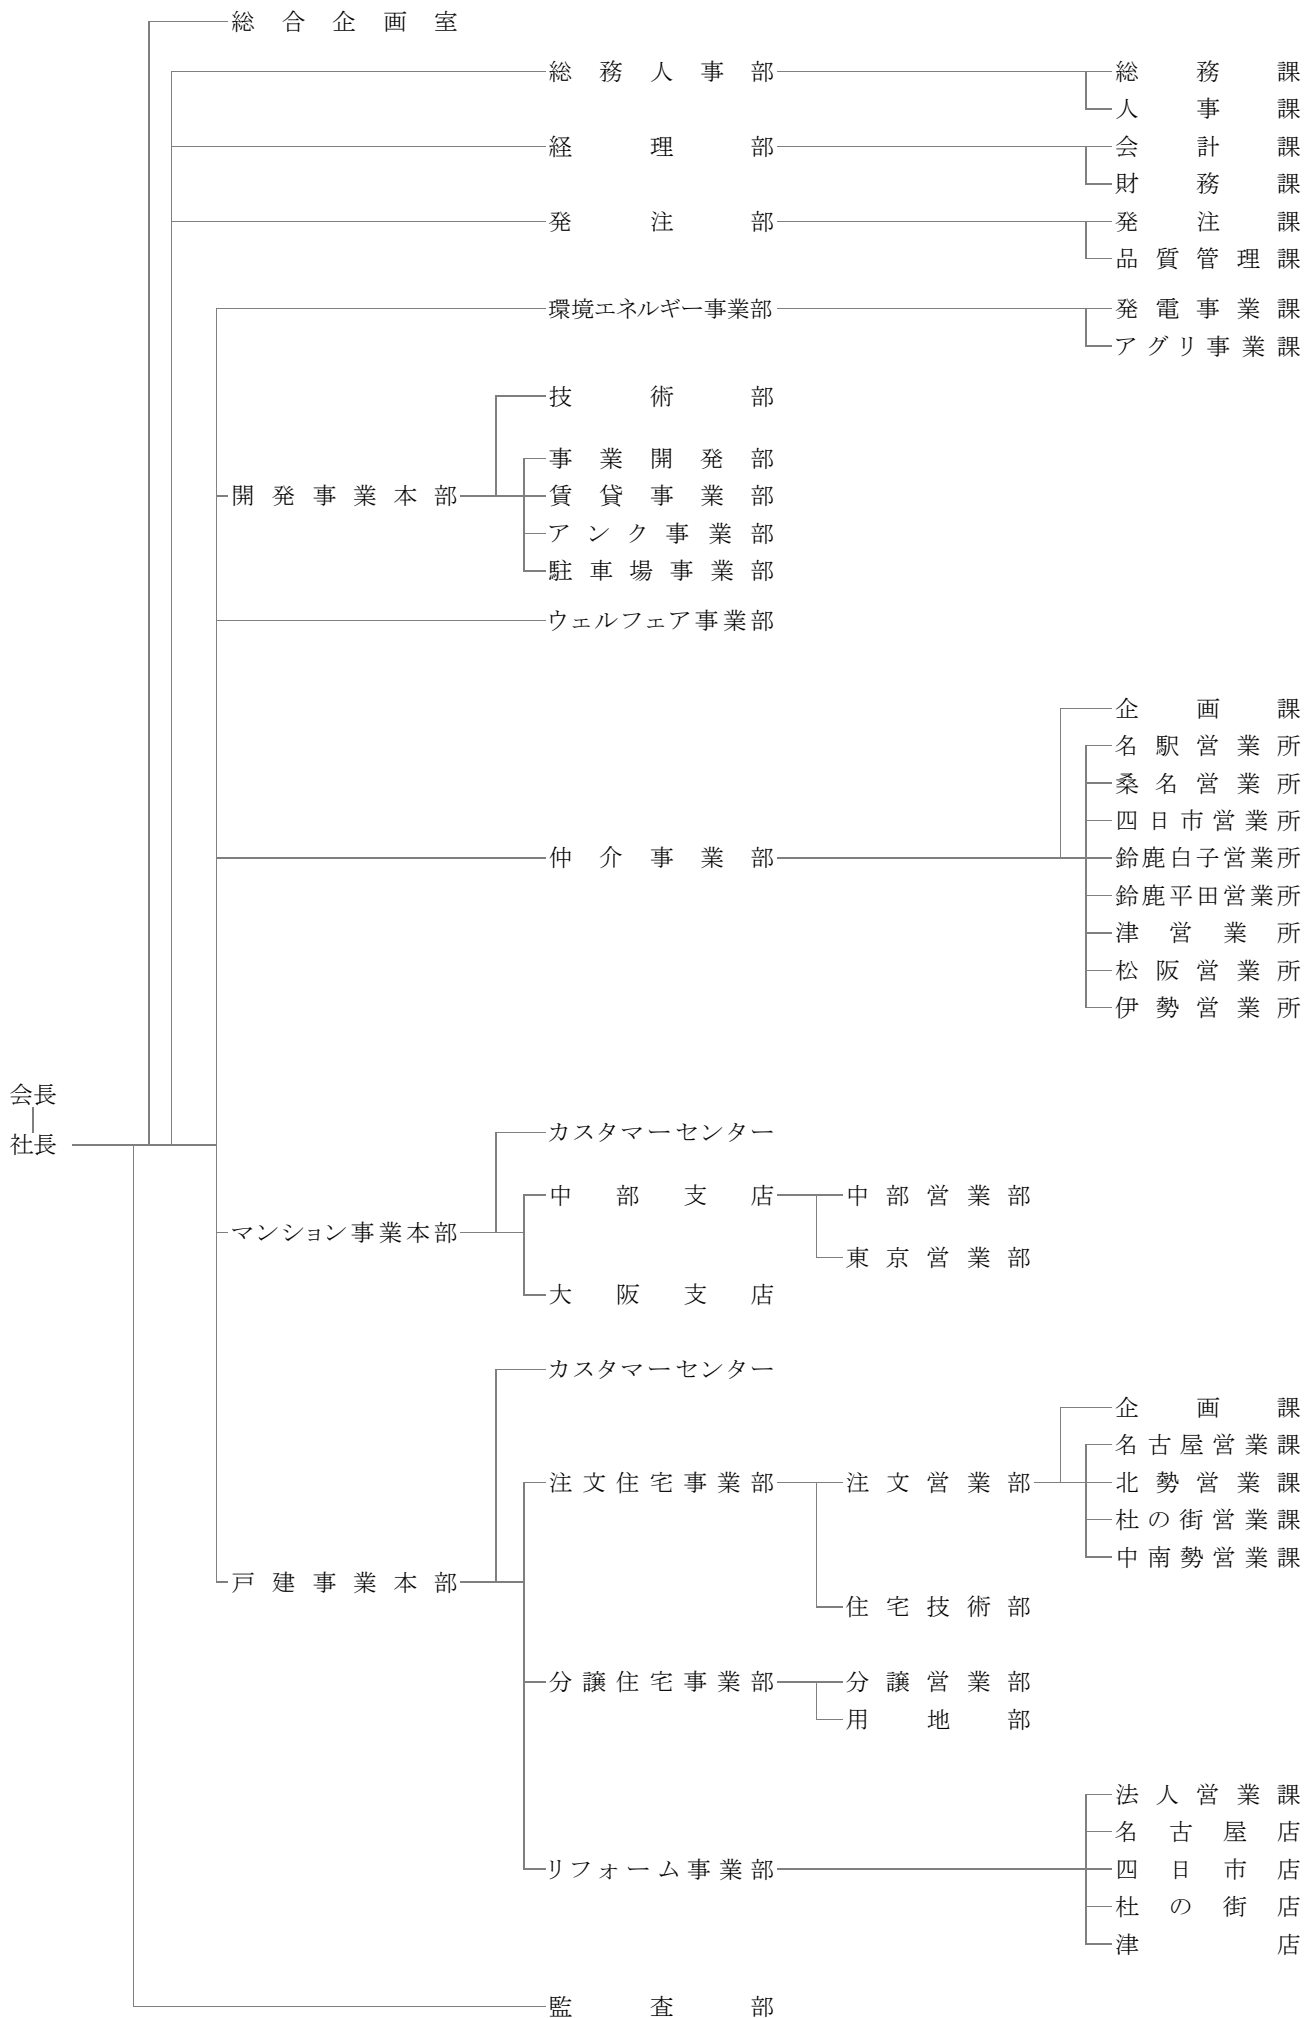 総合企画室
総務人事部 総務課
人事課
経理部 会計課
財務課
発注部 発注課
品質管理課
環境エネルギー事業部 発電事業課
アグリ事業課
技術部
事業開発部
開発事業本部 賃貸事業部
アンク事業部
駐車場事業部
ウェルフェア事業部
企画課
名駅営業所
桑名営業所
四日市営業所
仲介事業部 鈴鹿白子営業所
鈴鹿平田営業所
津営業所
松阪営業所
伊勢営業所
会長
社長
カスタマーセンター
中部支店 中部営業部
マンション事業本部
東京営業部
大阪支店
カスタマーセンター
企画課
名古屋営業課
注文住宅事業部 注文営業部 北勢営業課
杜の街営業課
中南勢営業課
戸建事業本部
住宅技術部
分譲住宅事業部 分譲営業部
用地部
法人営業課
名古屋店
リフォーム事業部 四日市店
杜の街店
津店
監査部